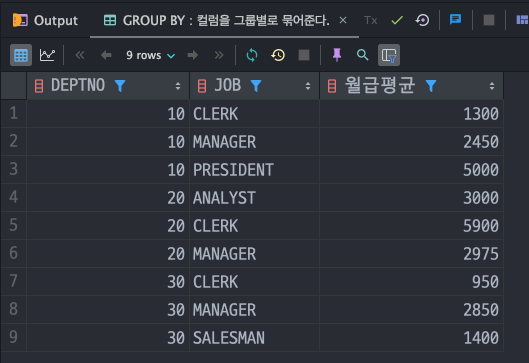 Output GROUP BY : 컬럼을 그룹별로 묶어준다. × Tx
9 rows
DEPTNO JOB 월급평균
1 10 CLERK 1300
2 10 MANAGER 2450
3 10 PRESIDENT 5000
4 20 ANALYST 3000
5 20 CLERK 5900
6 20 MANAGER 2975
7 30 CLERK 950
8 30 MANAGER 2850
9 30 SALESMAN 1400